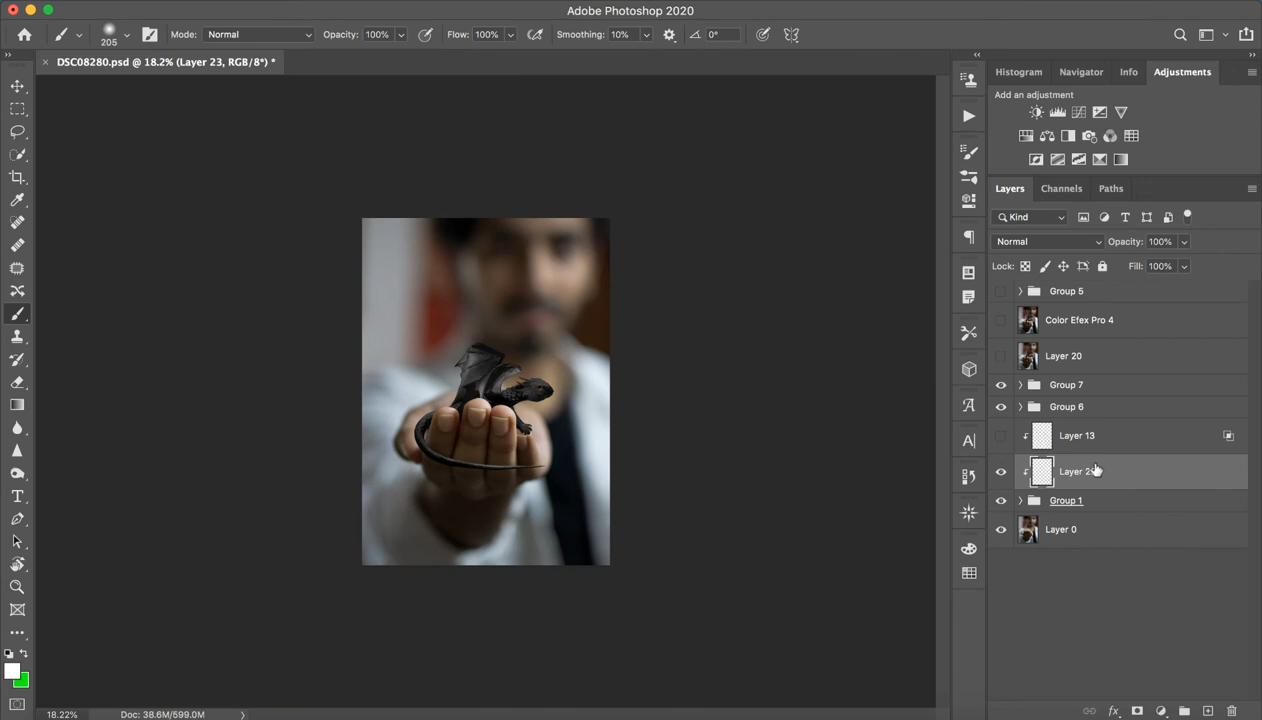 Adobe Photoshop 2020
205
Mode: Normal
Opacity: 100%
Flow: 100%
Smoothing: 10%
0°
DSC08280.psd @ 18.2% (Layer 23, RGB/8*) *
Histogram
Navigator
Info
Adjustments
Add an adjustment
Layers
Channels
Paths
Kind
Normal
Opacity: 100%
Lock:
Fill: 100%
Group 5
Color Efex Pro 4
Layer 20
Group 7
Group 6
Layer 13
Layer
Group 1
Layer 0
18.22%
Doc: 38.6M/599.0M